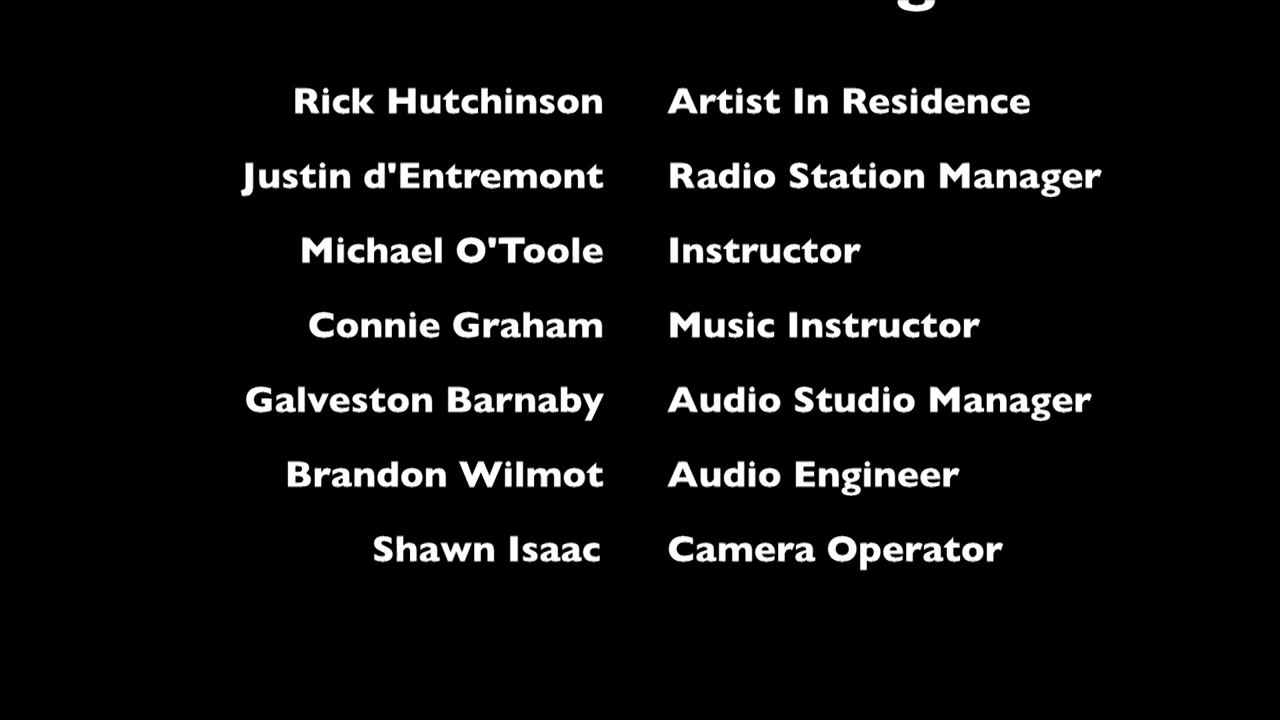 Rick Hutchinson Artist In Residence
Justin d'Entremont Radio Station Manager
Michael O'Toole Instructor
Connie Graham Music Instructor
Galveston Barnaby Audio Studio Manager
Brandon Wilmot Audio Engineer
Shawn Isaac Camera Operator